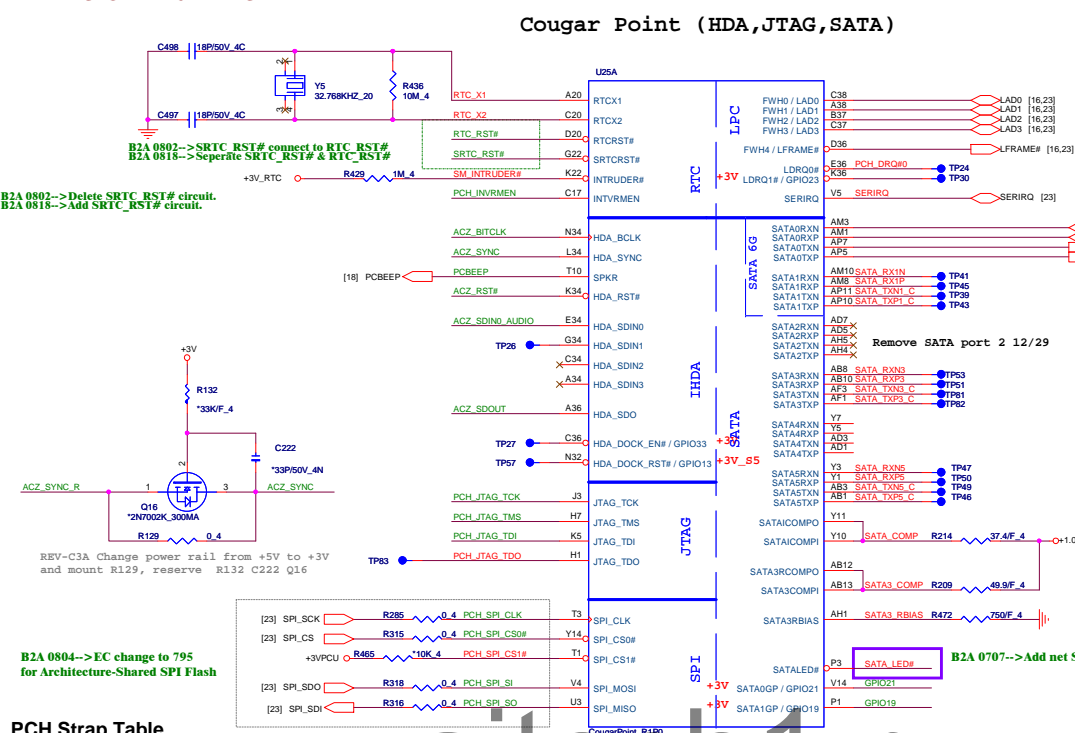 Cougar Point (HDA,JTAG,SATA)
C498 18P/50V_4C
Y5
32.768KHZ_20
R436
10M_4
C497 18P/50V_4C
B2A 0802-->SRTC_RST# connect to RTC_RST#
B2A 0818-->Seperate SRTC_RST# & RTC_RST#
+3V_RTC R429 1M_4
B2A 0802-->Delete SRTC_RST# circuit.
B2A 0818-->Add SRTC_RST# circuit.
U25A
RTC_X1 A20 RTCX1
RTC_X2 C20 RTCX2
RTC_RST# D20 RTCRST#
SRTC_RST# G22 SRTCRST#
SM_INTRUDER# K22 INTRUDER#
PCH_INVRMEN C17 INTVRMEN
RTC
LPC
+3V
FWH0 / LAD0 C38 LAD0 [16,23]
FWH1 / LAD1 A38 LAD1 [16,23]
FWH2 / LAD2 B37 LAD2 [16,23]
FWH3 / LAD3 C37 LAD3 [16,23]
FWH4 / LFRAME# D36 LFRAME# [16,23]
LDRQ0# E36 PCH_DRQ#0 TP24
LDRQ1# / GPIO23 K36 TP30
SERIRQ V5 SERIRQ SERIRQ [23]
ACZ_BITCLK N34 HDA_BCLK
ACZ_SYNC L34 HDA_SYNC
[18] PCBEEP PCBEEP T10 SPKR
ACZ_RST# K34 HDA_RST#
ACZ_SDIN0_AUDIO E34 HDA_SDIN0
TP26 G34 HDA_SDIN1
C34 HDA_SDIN2
A34 HDA_SDIN3
ACZ_SDOUT A36 HDA_SDO
TP27 C36 HDA_DOCK_EN# / GPIO33 +3V
TP57 N32 HDA_DOCK_RST# / GPIO13 +3V_S5
IHDA
SATA 6G
SATA
SATA0RXN AM3
SATA0RXP AM1
SATA0TXN AP7
SATA0TXP AP5
SATA1RXN AM10 SATA_RX1N TP41
SATA1RXP AM8 SATA_RX1P TP45
SATA1TXN AP11 SATA_TXN1_C TP39
SATA1TXP AP10 SATA_TXP1_C TP43
SATA2RXN AD7
SATA2RXP AD5
SATA2TXN AH5
SATA2TXP AH4
Remove SATA port 2 12/29
SATA3RXN AB8 SATA_RXN3 TP53
SATA3RXP AB10 SATA_RXP3 TP51
SATA3TXN AF3 SATA_TXN3_C TP81
SATA3TXP AF1 SATA_TXP3_C TP82
SATA4RXN Y7
SATA4RXP Y5
SATA4TXN AD3
SATA4TXP AD1
SATA5RXN Y3 SATA_RXN5 TP47
SATA5RXP Y1 SATA_RXP5 TP50
SATA5TXN AB3 SATA_TXN5_C TP49
SATA5TXP AB1 SATA_TXP5_C TP46
SATAICOMPO Y11
SATAICOMPI Y10 SATA_COMP R214 37.4/F_4 +1.0
SATA3RCOMPO AB12
SATA3COMPI AB13 SATA3_COMP R209 49.9/F_4
SATA3RBIAS AH1 SATA3_RBIAS R472 750/F_4
SATALED# P3 SATA_LED#
B2A 0707-->Add net S
+3V SATA0GP / GPIO21 V14 GPIO21
+3V SATA1GP / GPIO19 P1 GPIO19
+3V
R132
*33K/F_4
C222
*33P/50V_4N
2
ACZ_SYNC_R 1 3 ACZ_SYNC
Q16
*2N7002K_300MA
R129 0_4
REV-C3A Change power rail from +5V to +3V
and mount R129, reserve R132 C222 Q16
PCH_JTAG_TCK J3 JTAG_TCK
PCH_JTAG_TMS H7 JTAG_TMS
PCH_JTAG_TDI K5 JTAG_TDI
TP83 PCH_JTAG_TDO H1 JTAG_TDO
JTAG
[23] SPI_SCK R285 0_4 PCH_SPI_CLK T3 SPI_CLK
[23] SPI_CS R315 0_4 PCH_SPI_CS0# Y14 SPI_CS0#
+3VPCU R465 *10K_4 PCH_SPI_CS1# T1 SPI_CS1#
[23] SPI_SDO R318 0_4 PCH_SPI_SI V4 SPI_MOSI
[23] SPI_SDI R316 0_4 PCH_SPI_SO U3 SPI_MISO
SPI
B2A 0804-->EC change to 795
for Architecture-Shared SPI Flash
CougarPoint_R1P0
PCH Strap Table